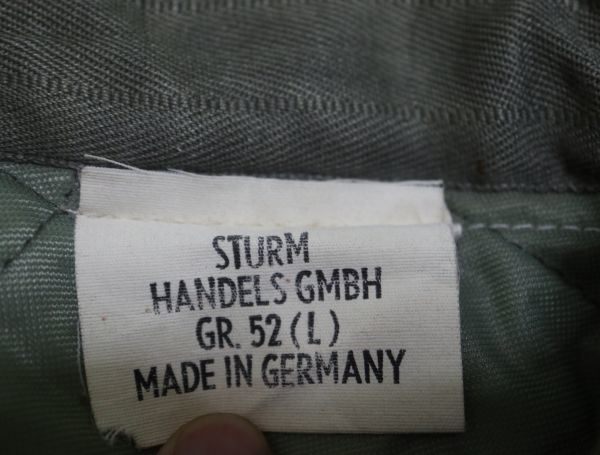 STURM
HANDELS GMBH
GR. 52 (L)
MADE IN GERMANY